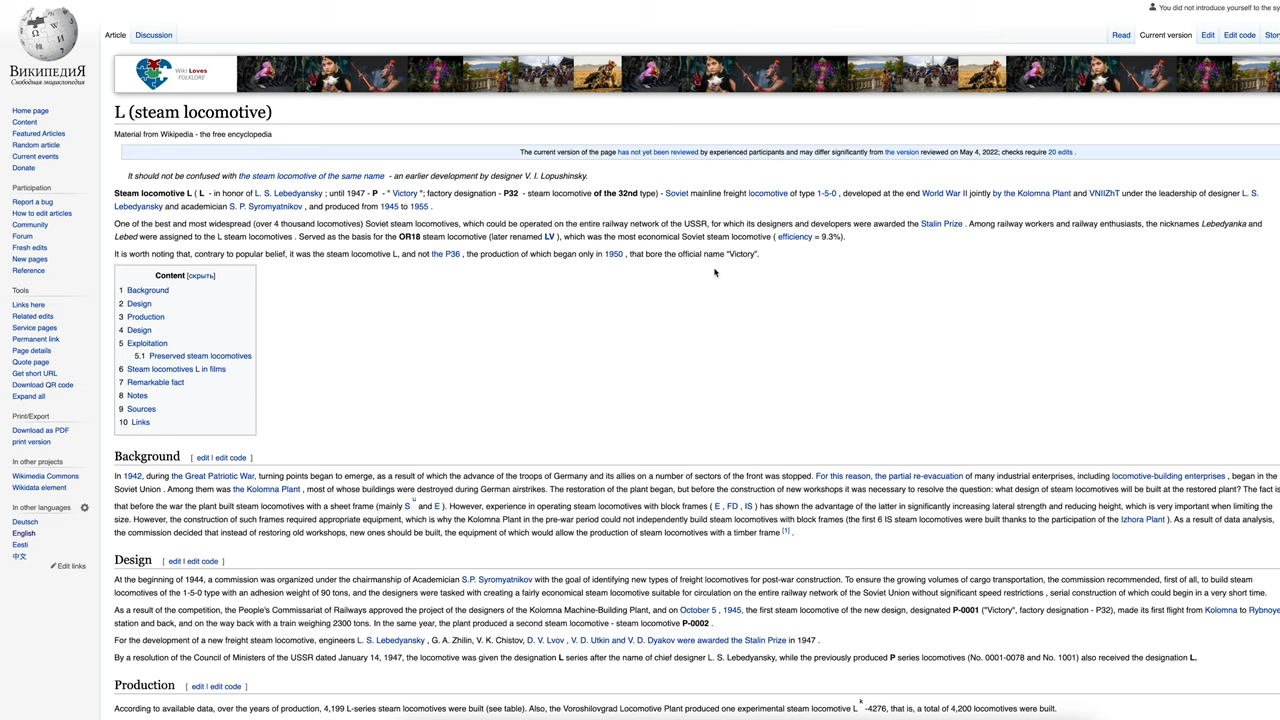 You did not introduce yourself to the sy
Article Discussion Read Current version Edit Edit code Stor
ВИКИПЕДИЯ
Свободная энциклопедия
Wiki Loves
FOLKLORE
Home page
Content
Featured Articles
Random article
Current events
Donate
Participation
Report a bug
How to edit articles
Community
Forum
Fresh edits
New pages
Reference
Tools
Links here
Related edits
Service pages
Permanent link
Page details
Quote page
Get short URL
Download QR code
Expand all
Print/Export
Download as PDF
print version
In other projects
Wikimedia Commons
Wikidata element
In other languages
Deutsch
English
Eesti
中文
Edit links
L (steam locomotive)
Material from Wikipedia - the free encyclopedia
The current version of the page has not yet been reviewed by experienced participants and may differ significantly from the version reviewed on May 4, 2022; checks require 20 edits .
It should not be confused with the steam locomotive of the same name - an earlier development by designer V. I. Lopushinsky.
Steam locomotive L ( L - in honor of L. S. Lebedyansky ; until 1947 - P - " Victory "; factory designation - P32 - steam locomotive of the 32nd type) - Soviet mainline freight locomotive of type 1-5-0 , developed at the end World War II jointly by the Kolomna Plant and VNIIZhT under the leadership of designer L. S.
Lebedyansky and academician S. P. Syromyatnikov , and produced from 1945 to 1955 .
One of the best and most widespread (over 4 thousand locomotives) Soviet steam locomotives, which could be operated on the entire railway network of the USSR, for which its designers and developers were awarded the Stalin Prize . Among railway workers and railway enthusiasts, the nicknames Lebedyanka and
Lebed were assigned to the L steam locomotives . Served as the basis for the OR18 steam locomotive (later renamed LV ), which was the most economical Soviet steam locomotive ( efficiency = 9.3%).
It is worth noting that, contrary to popular belief, it was the steam locomotive L, and not the P36 , the production of which began only in 1950 , that bore the official name "Victory".
Content [скрыть]
1 Background
2 Design
3 Production
4 Design
5 Exploitation
5.1 Preserved steam locomotives
6 Steam locomotives L in films
7 Remarkable fact
8 Notes
9 Sources
10 Links
Background [ edit | edit code ]
In 1942, during the Great Patriotic War, turning points began to emerge, as a result of which the advance of the troops of Germany and its allies on a number of sectors of the front was stopped. For this reason, the partial re-evacuation of many industrial enterprises, including locomotive-building enterprises , began in the
Soviet Union . Among them was the Kolomna Plant , most of whose buildings were destroyed during German airstrikes. The restoration of the plant began, but before the construction of new workshops it was necessary to resolve the question: what design of steam locomotives will be built at the restored plant? The fact is
that before the war the plant built steam locomotives with a sheet frame (mainly S u and E ). However, experience in operating steam locomotives with block frames ( E , FD , IS ) has shown the advantage of the latter in significantly increasing lateral strength and reducing height, which is very important when limiting the
size. However, the construction of such frames required appropriate equipment, which is why the Kolomna Plant in the pre-war period could not independently build steam locomotives with block frames (the first 6 IS steam locomotives were built thanks to the participation of the Izhora Plant ). As a result of data analysis,
the commission decided that instead of restoring old workshops, new ones should be built, the equipment of which would allow the production of steam locomotives with a timber frame [1] .
Design [ edit | edit code ]
At the beginning of 1944, a commission was organized under the chairmanship of Academician S.P. Syromyatnikov with the goal of identifying new types of freight locomotives for post-war construction. To ensure the growing volumes of cargo transportation, the commission recommended, first of all, to build steam
locomotives of the 1-5-0 type with an adhesion weight of 90 tons, and the designers were tasked with creating a fairly economical steam locomotive suitable for circulation on the entire railway network of the Soviet Union without significant speed restrictions , serial construction of which could begin in a very short time.
As a result of the competition, the People's Commissariat of Railways approved the project of the designers of the Kolomna Machine-Building Plant, and on October 5 , 1945, the first steam locomotive of the new design, designated P-0001 ("Victory", factory designation - P32), made its first flight from Kolomna to Rybnoye
station and back, and on the way back with a train weighing 2300 tons. In the same year, the plant produced a second steam locomotive - steam locomotive P-0002 .
For the development of a new freight steam locomotive, engineers L. S. Lebedyansky , G. A. Zhilin, V. K. Chistov, D. V. Lvov , V. D. Utkin and V. D. Dyakov were awarded the Stalin Prize in 1947 .
By a resolution of the Council of Ministers of the USSR dated January 14, 1947, the locomotive was given the designation L series after the name of chief designer L. S. Lebedyansky, while the previously produced P series locomotives (No. 0001-0078 and No. 1001) also received the designation L.
Production [ edit | edit code ]
According to available data, over the years of production, 4,199 L-series steam locomotives were built (see table). Also, the Voroshilovgrad Locomotive Plant produced one experimental steam locomotive L k -4276, that is, a total of 4,200 locomotives were built.